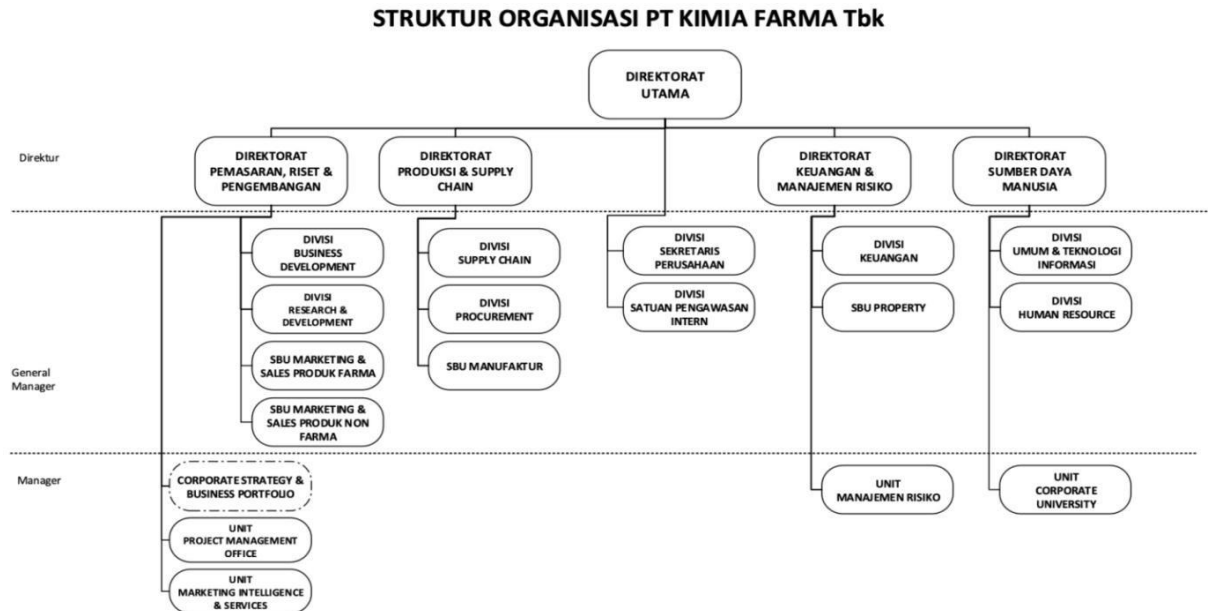 STRUKTUR ORGANISASI PT KIMIA FARMA Tbk
DIREKTORAT
UTAMA
Direktur
DIREKTORAT
PEMASARAN, RISET &
PENGEMBANGAN
DIREKTORAT
PRODUKSI & SUPPLY
CHAIN
DIREKTORAT
KEUANGAN &
MANAJEMEN RISIKO
DIREKTORAT
SUMBER DAYA
MANUSIA
General
Manager
DIVISI
BUSINESS
DEVELOPMENT
DIVISI
RESEARCH &
DEVELOPMENT
SBU MARKETING &
SALES PRODUK FARMA
SBU MARKETING &
SALES PRODUK NON
FARMA
DIVISI
SUPPLY CHAIN
DIVISI
PROCUREMENT
SBU MANUFAKTUR
DIVISI
SEKRETARIS
PERUSAHAAN
DIVISI
SATUAN PENGAWASAN
INTERN
DIVISI
KEUANGAN
SBU PROPERTY
DIVISI
UMUM & TEKNOLOGI
INFORMASI
DIVISI
HUMAN RESOURCE
Manager
CORPORATE STRATEGY &
BUSINESS PORTFOLIO
UNIT
PROJECT MANAGEMENT
OFFICE
UNIT
MARKETING INTELLIGENCE
& SERVICES
UNIT
MANAJEMEN RISIKO
UNIT
CORPORATE
UNIVERSITY